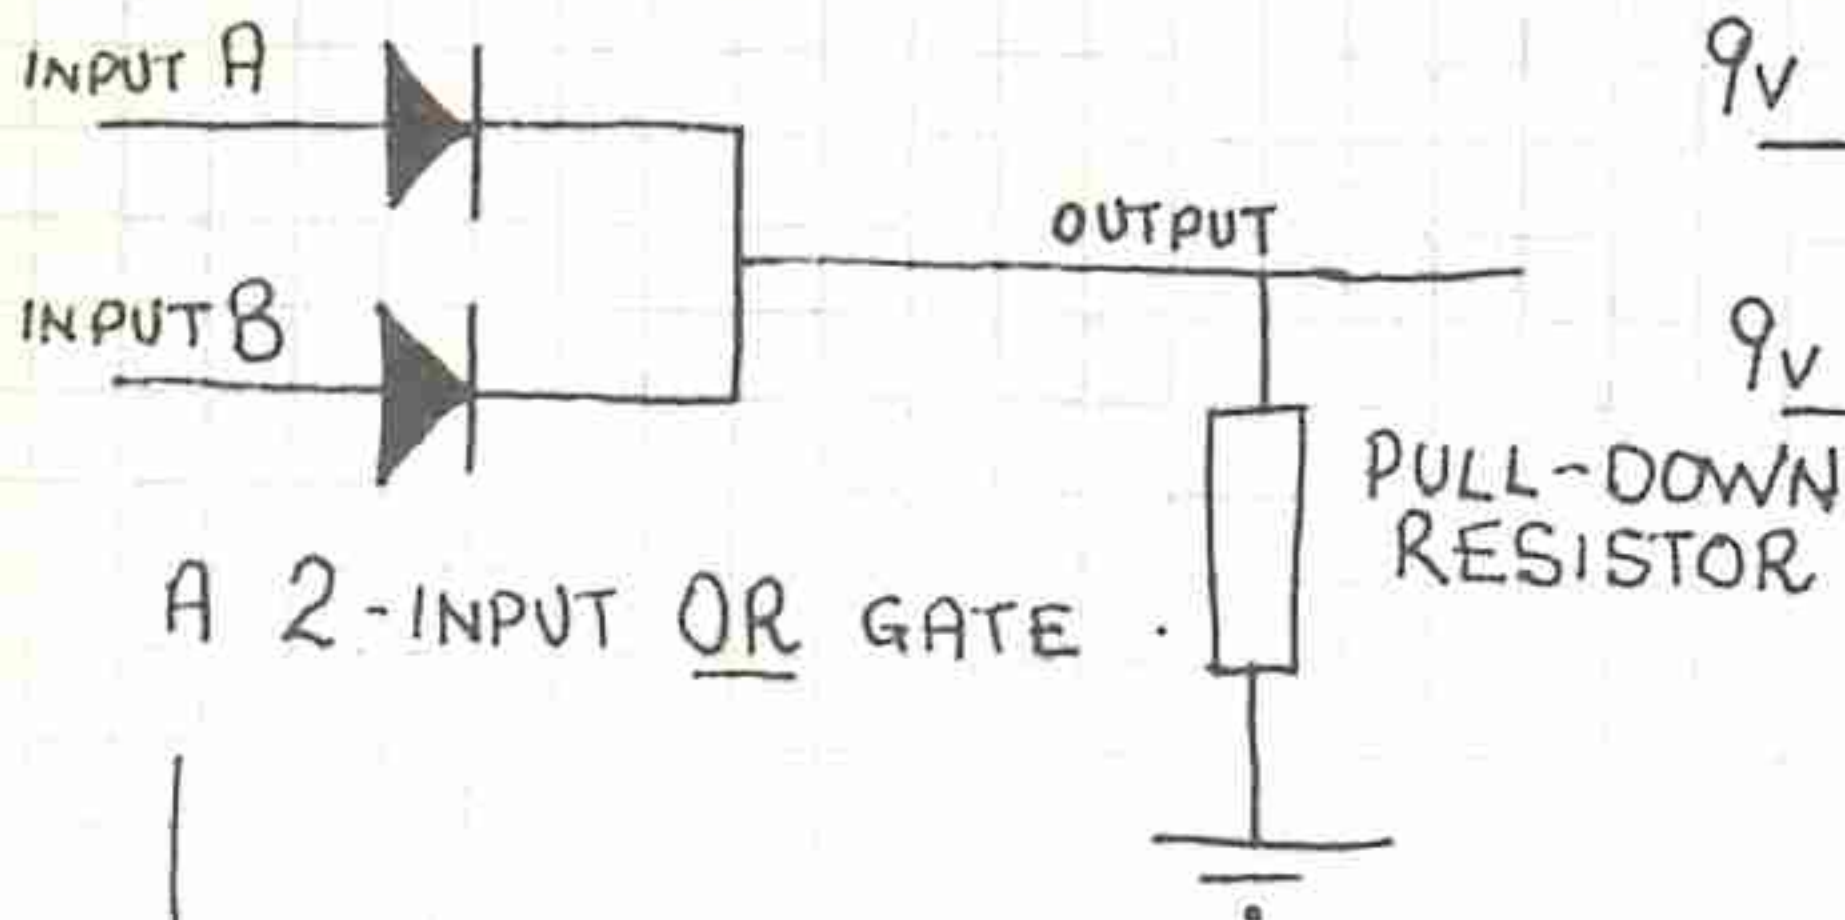 INPUT A
9V
OUTPUT
INPUT B
9V
PULL-DOWN
RESISTOR
A 2-INPUT OR GATE.